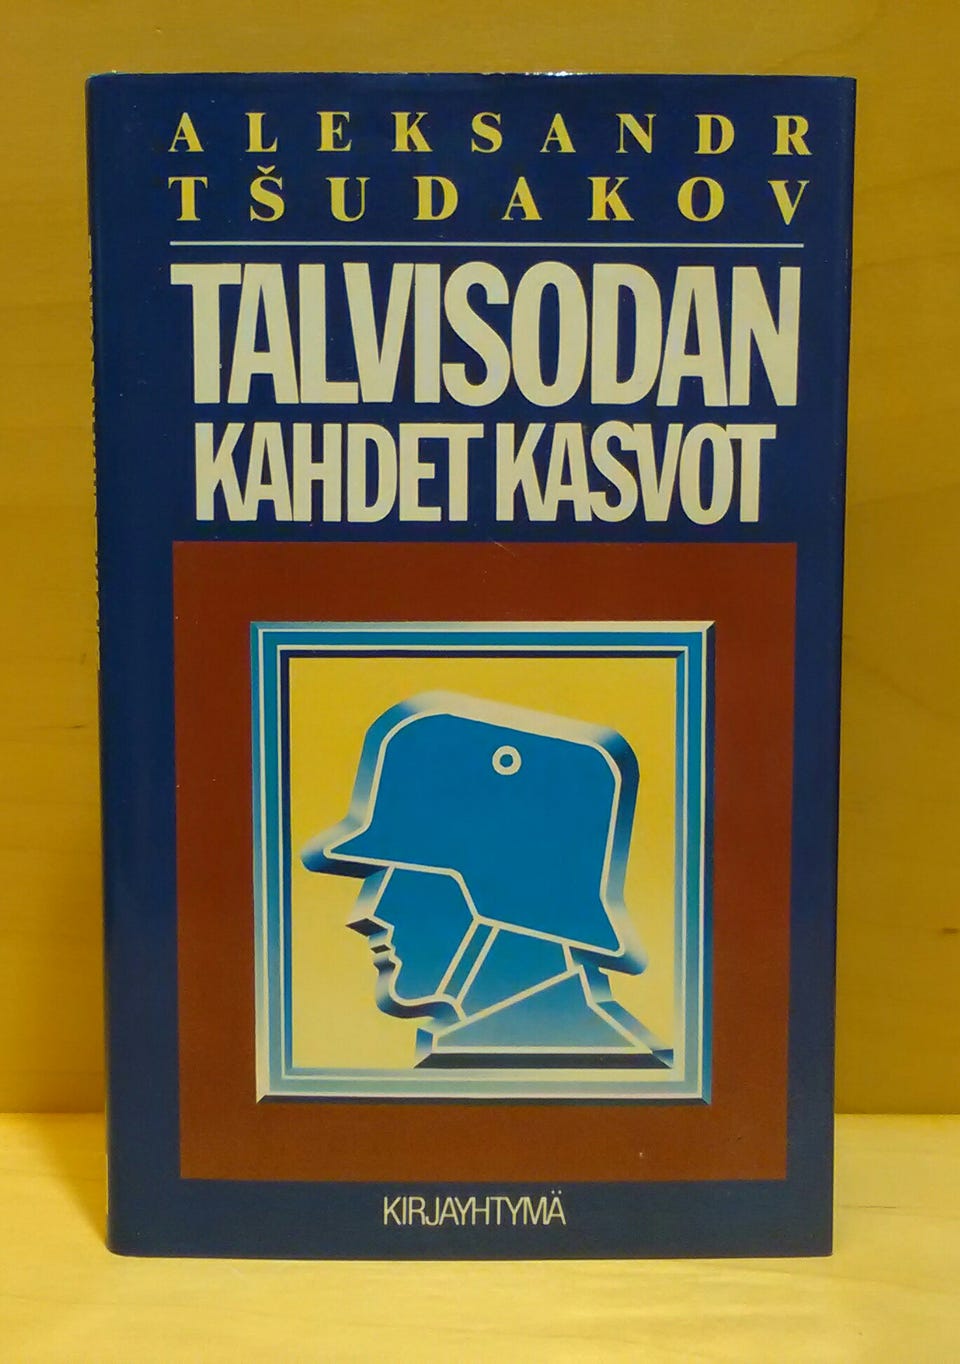 ALEKSANDR
TŠUDAKOV
TALVISODAN
KAHDET KASVOT
KIRJAYHTYMÄ